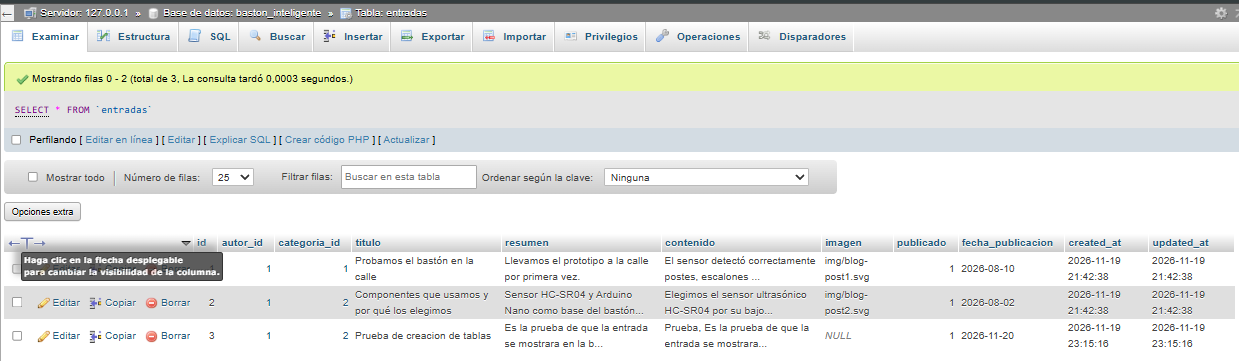 Servidor: 127.0.0.1 » Base de datos: baston_inteligente » Tabla: entradas
Examinar Estructura SQL Buscar Insertar Exportar Importar Privilegios Operaciones Disparadores
Mostrando filas 0 - 2 (total de 3, La consulta tardó 0,0003 segundos.)
SELECT * FROM `entradas`
Perfilando [ Editar en línea ] [ Editar ] [ Explicar SQL ] [ Crear código PHP ] [ Actualizar ]
Mostrar todo Número de filas: 25 Filtrar filas: Buscar en esta tabla Ordenar según la clave: Ninguna
Opciones extra
←T→ id autor_id categoria_id titulo resumen contenido imagen publicado fecha_publicacion created_at updated_at
Haga clic en la flecha desplegable
para cambiar la visibilidad de la columna.
1 1 Probamos el bastón en la calle Llevamos el prototipo a la calle por primera vez. El sensor detectó correctamente postes, escalones ... img/blog-post1.svg 1 2026-08-10 2026-11-19 21:42:38 2026-11-19 21:42:38
Editar Copiar Borrar 2 1 2 Componentes que usamos y por qué los elegimos Sensor HC-SR04 y Arduino Nano como base del bastón... Elegimos el sensor ultrasónico HC-SR04 por su bajo... img/blog-post2.svg 1 2026-08-02 2026-11-19 21:42:38 2026-11-19 21:42:38
Editar Copiar Borrar 3 1 2 Prueba de creacion de tablas Es la prueba de que la entrada se mostrara en la b... Prueba, Es la prueba de que la entrada se mostrara... NULL 1 2026-11-20 2026-11-19 23:15:16 2026-11-19 23:15:16